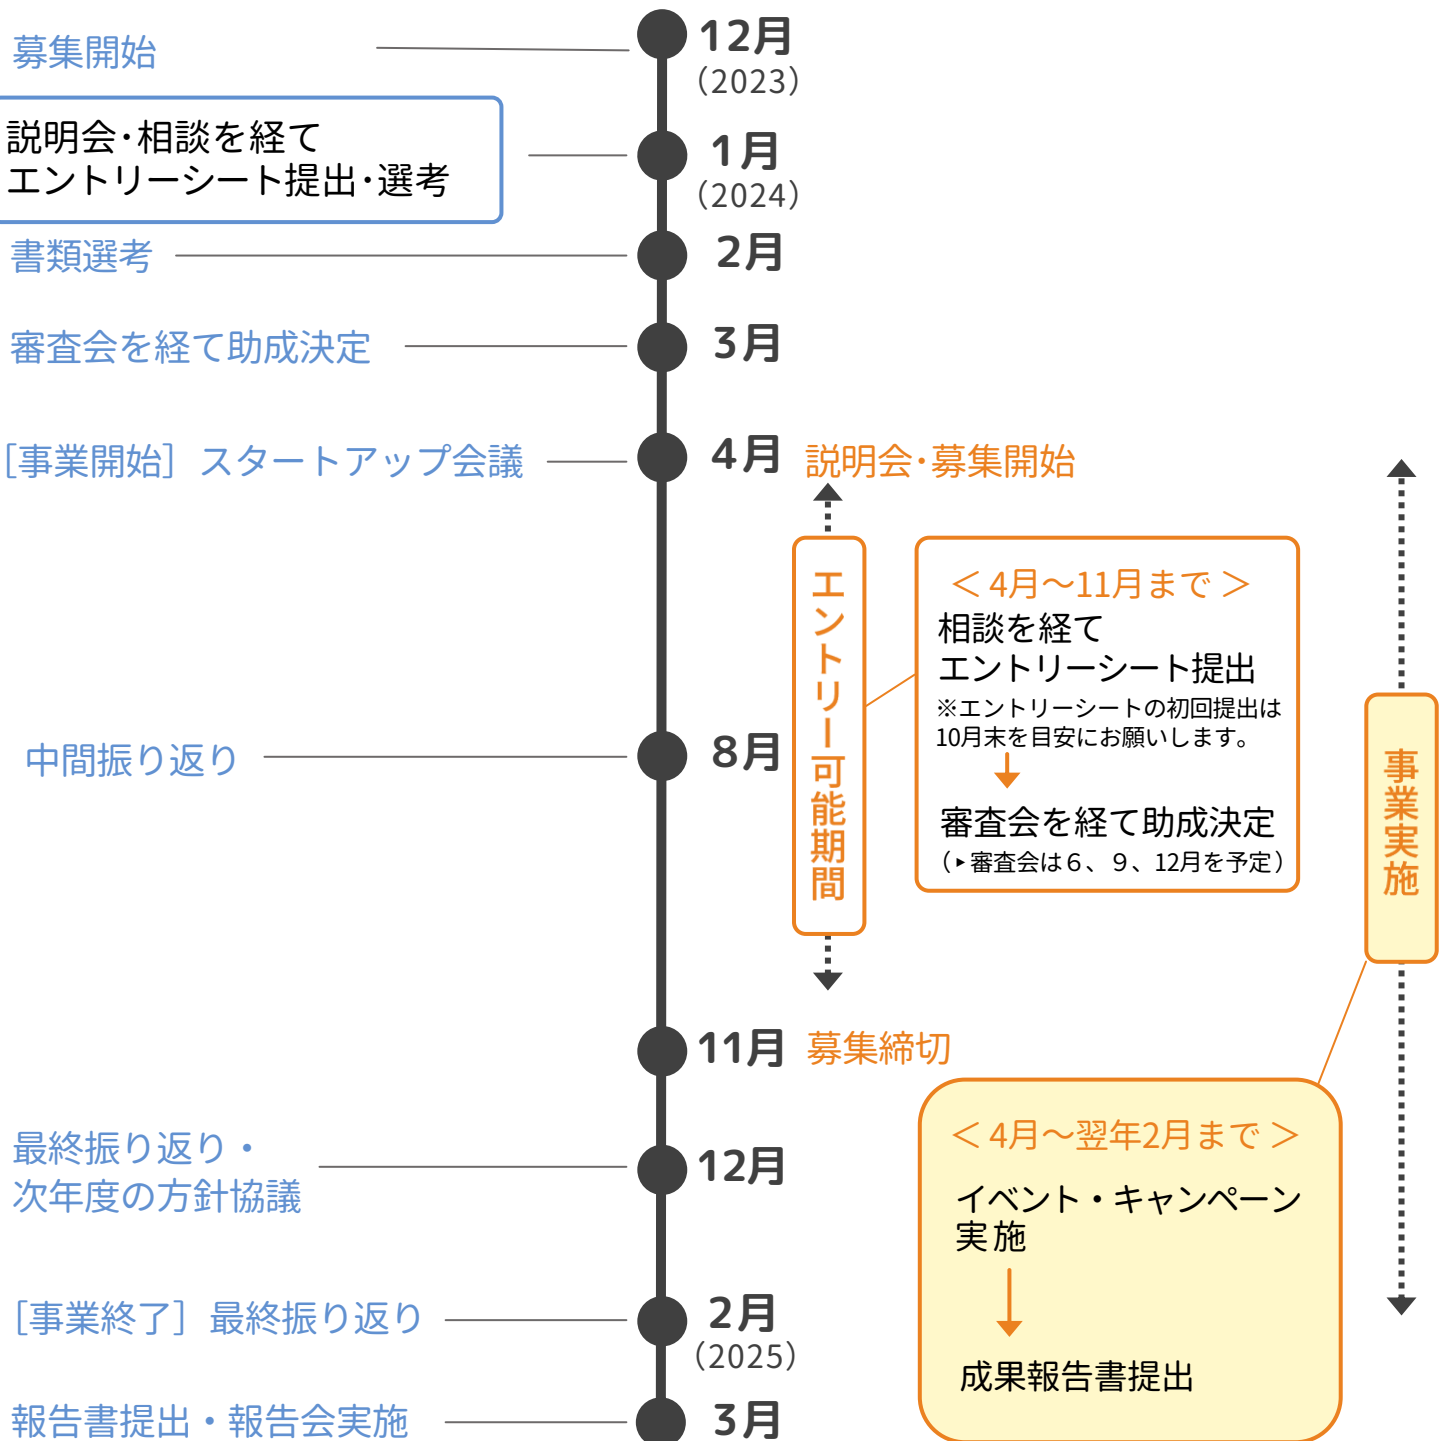 募集開始
12月
（2023）
説明会･相談を経て
エントリーシート提出･選考
1月
（2024）
書類選考
2月
審査会を経て助成決定
3月
［事業開始］スタートアップ会議
4月
説明会･募集開始
エントリー可能期間
＜ 4月～11月まで ＞
相談を経て
エントリーシート提出
※エントリーシートの初回提出は
10月末を目安にお願いします。
審査会を経て助成決定
（▸審査会は６、９、12月を予定）
事業実施
中間振り返り
8月
11月
募集締切
最終振り返り・
次年度の方針協議
12月
＜ 4月～翌年2月まで ＞
イベント・キャンペーン
実施
成果報告書提出
［事業終了］最終振り返り
2月
（2025）
報告書提出・報告会実施
3月